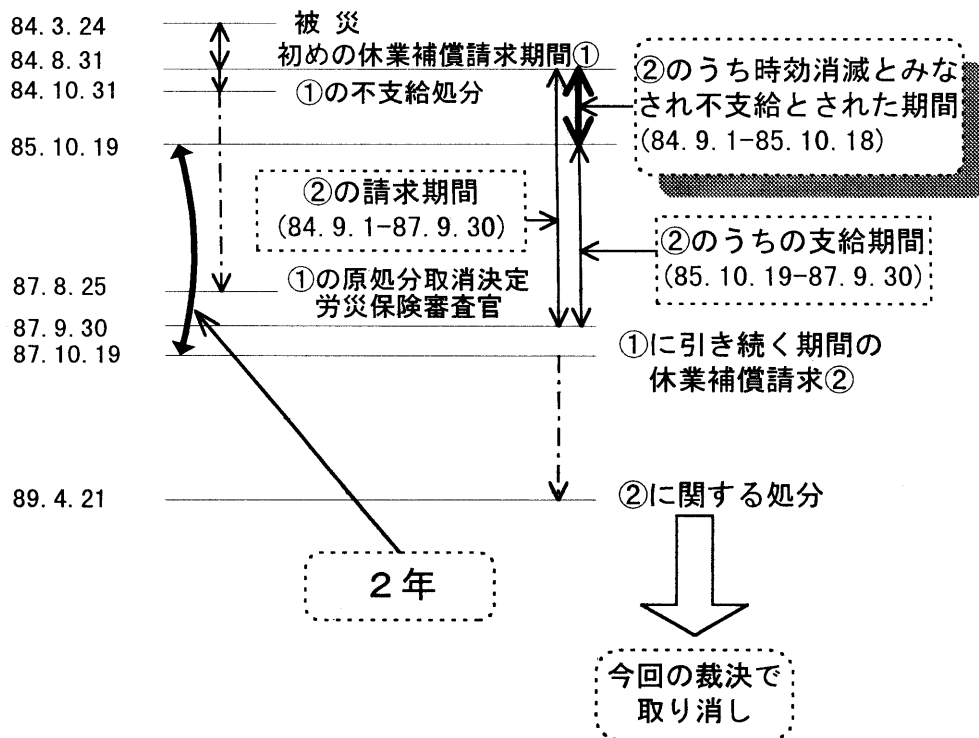 84.3.24
被 災
84.8.31
初めの休業補償請求期間①
84.10.31
①の不支給処分
②のうち時効消滅とみな
され不支給とされた期間
(84.9.1-85.10.18)
85.10.19
②の請求期間
(84.9.1-87.9.30)
②のうちの支給期間
(85.10.19-87.9.30)
87.8.25
①の原処分取消決定
労災保険審査官
87.9.30
87.10.19
①に引き続く期間の
休業補償請求②
89.4.21
②に関する処分
2年
今回の裁決で
取り消し